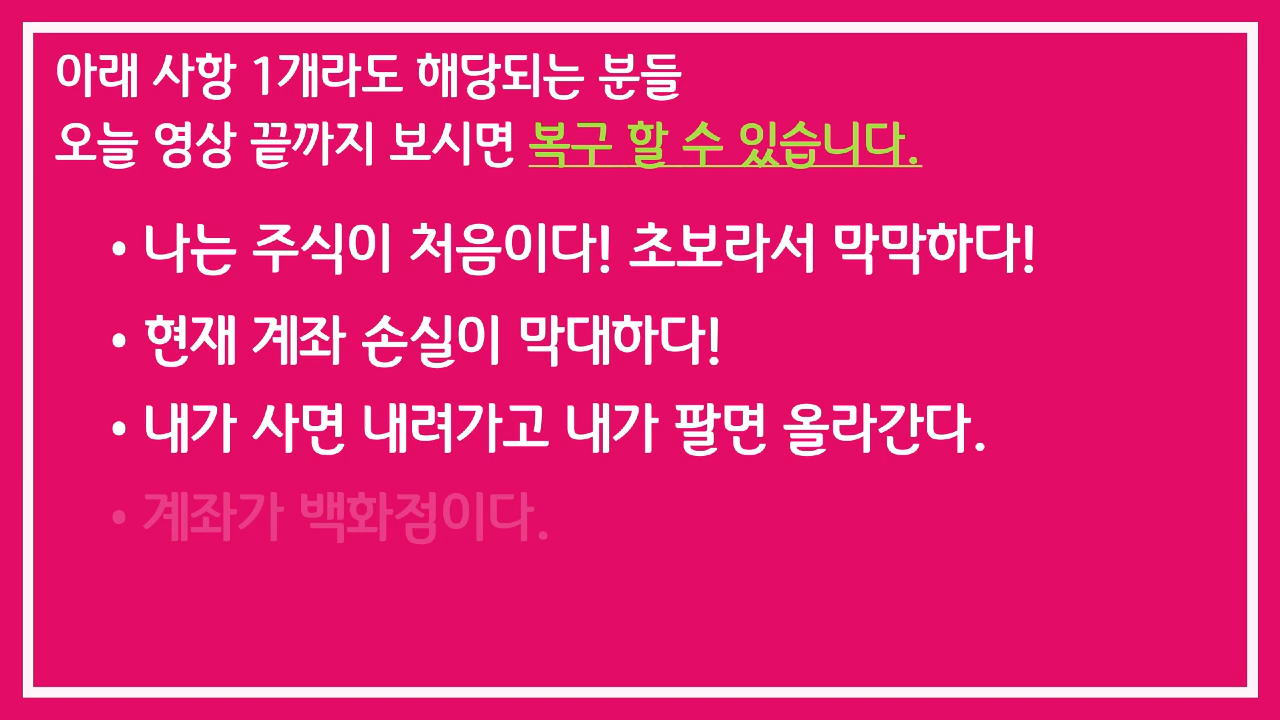 아래 사항 1개라도 해당되는 분들
오늘 영상 끝까지 보시면 복구 할 수 있습니다.
• 나는 주식이 처음이다! 초보라서 막막하다!
• 현재 계좌 손실이 막대하다!
• 내가 사면 내려가고 내가 팔면 올라간다.
• 계좌가 백화점이다.